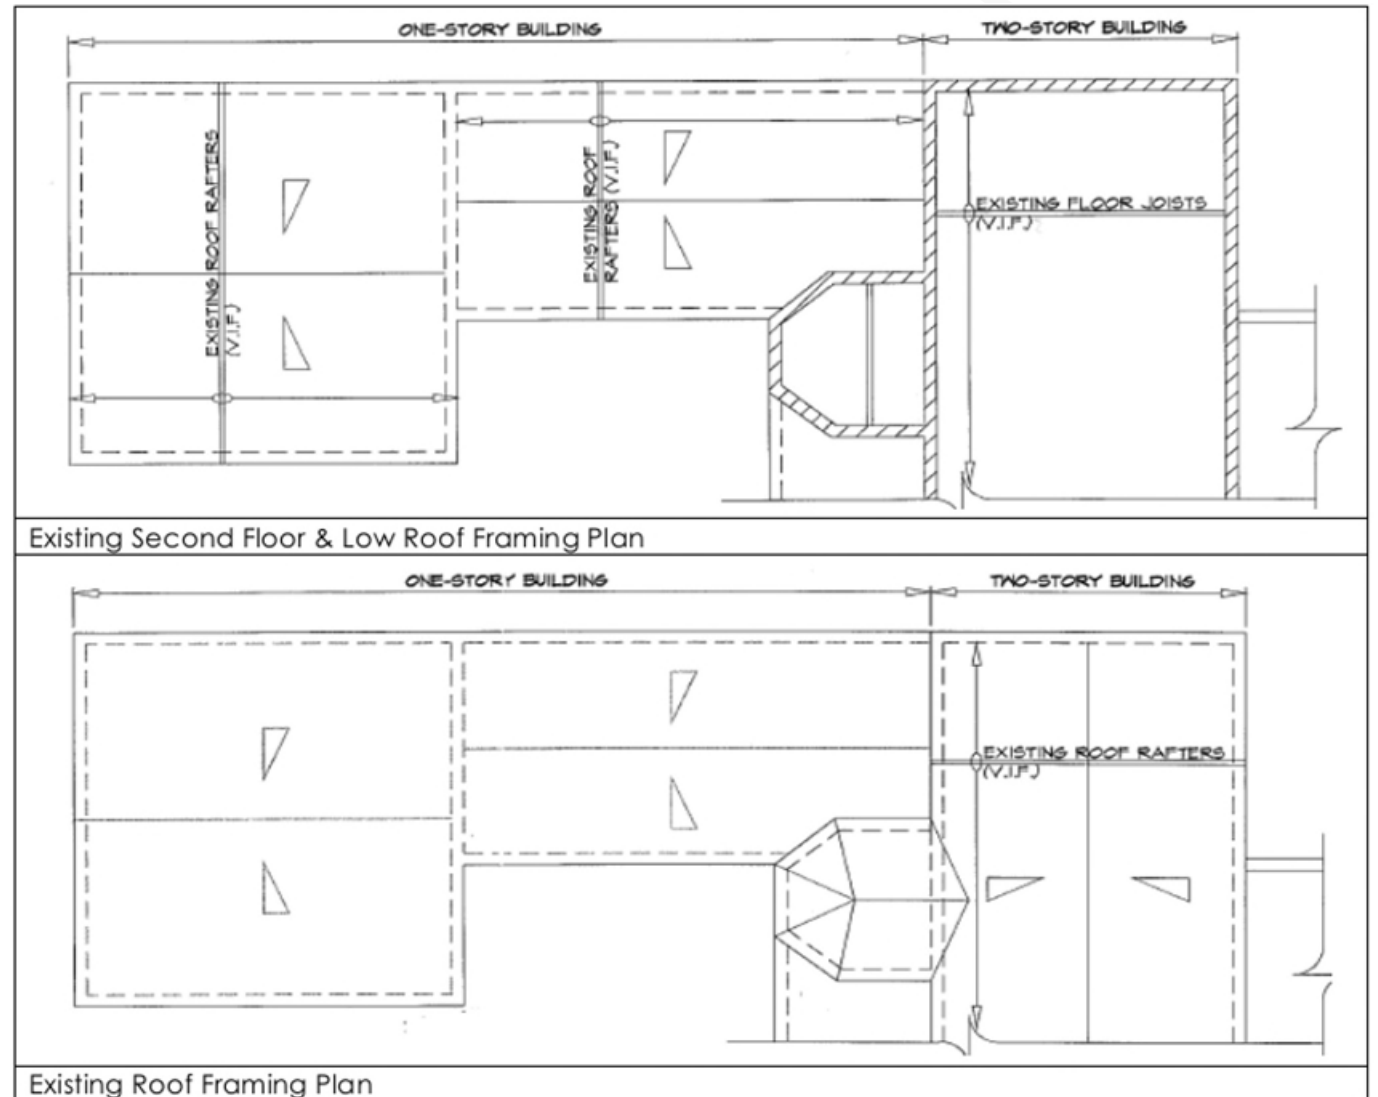 ONE-STORY BUILDING
TWO-STORY BUILDING
EXISTING ROOF RAFTERS
(V.I.F.)
EXISTING ROOF
RAFTERS (V.I.F.)
EXISTING FLOOR JOISTS
(V.I.F.)
Existing Second Floor & Low Roof Framing Plan
ONE-STORY BUILDING
TWO-STORY BUILDING
EXISTING ROOF RAFTERS
(V.I.F.)
Existing Roof Framing Plan